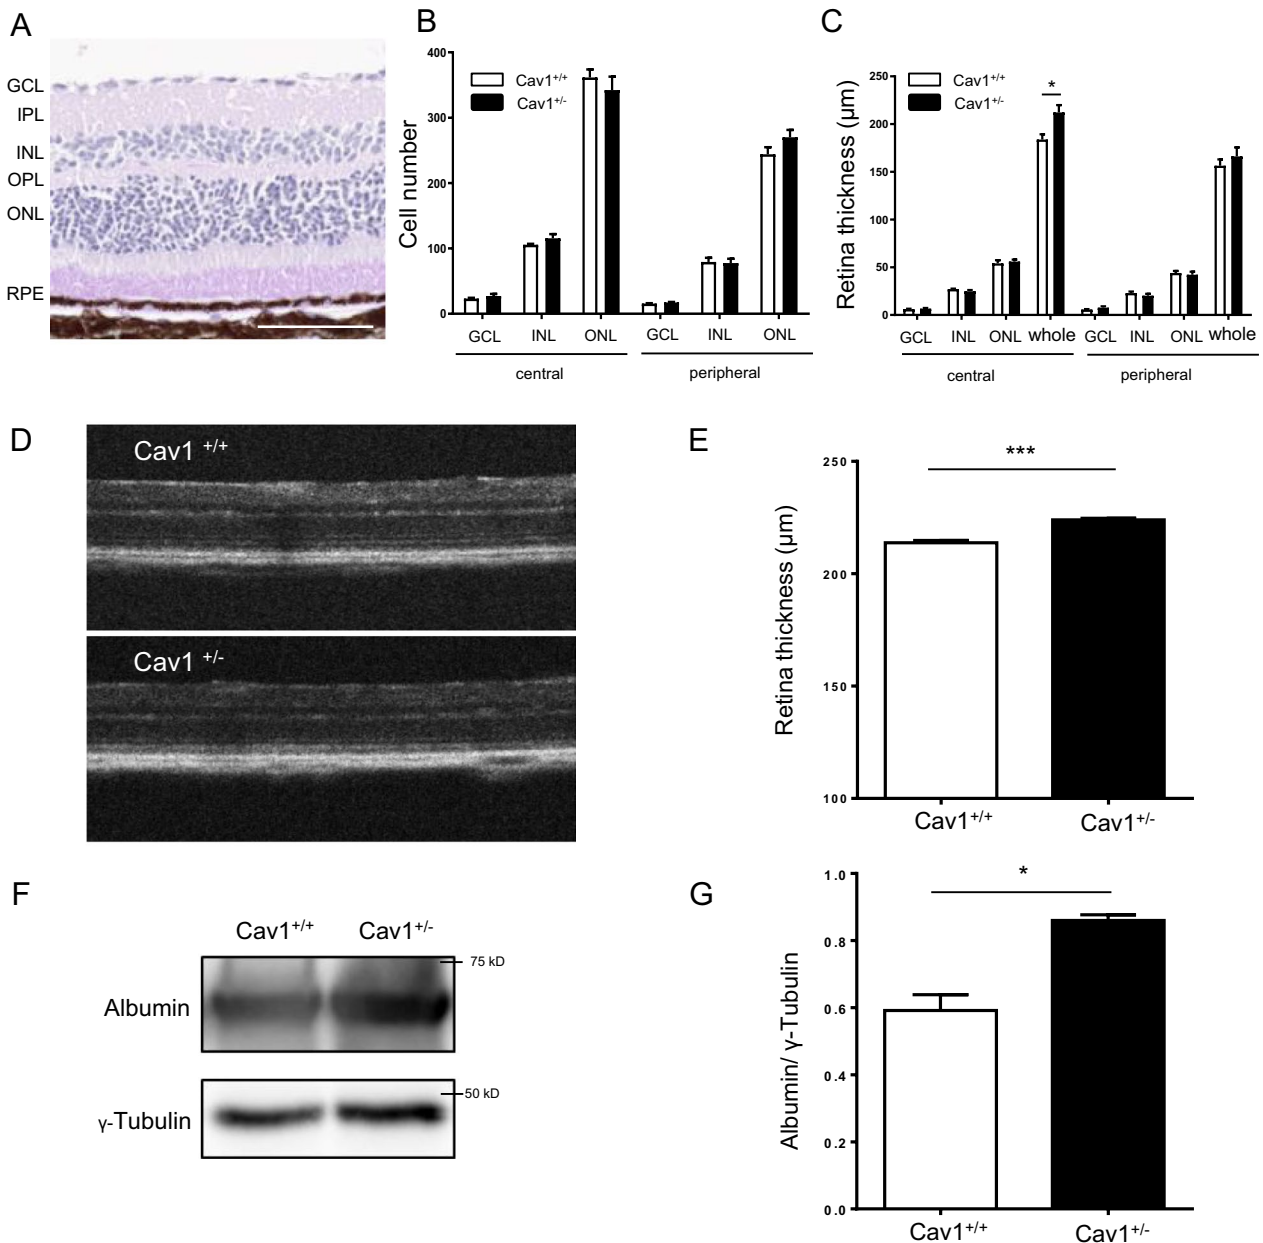 A
GCL
IPL
INL
OPL
ONL
RPE
B
Cell number
400
300
200
100
0
Cav1+/+
Cav1+/-
GCL INL ONL GCL INL ONL
central peripheral
C
Retina thickness (µm)
250
200
150
100
50
0
Cav1+/+
Cav1+/-
*
GCL INL ONL whole GCL INL ONL whole
central peripheral
D
Cav1 +/+
Cav1 +/-
E
Retina thickness (µm)
250
200
150
100
***
Cav1+/+ Cav1+/-
F
Cav1+/+ Cav1+/-
75 kD
Albumin
50 kD
γ-Tubulin
G
Albumin/ γ-Tubulin
1.0
0.8
0.6
0.4
0.2
0.0
*
Cav1+/+ Cav1+/-